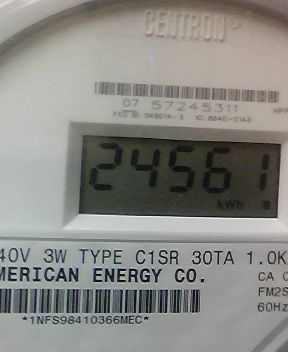 CENTRON®
07 57245311
24561
kWh
40V 3W TYPE C1SR 30TA 1.0K
MERICAN ENERGY CO.
CA 0
FM2S
60Hz
*1NFS98410366MEC*